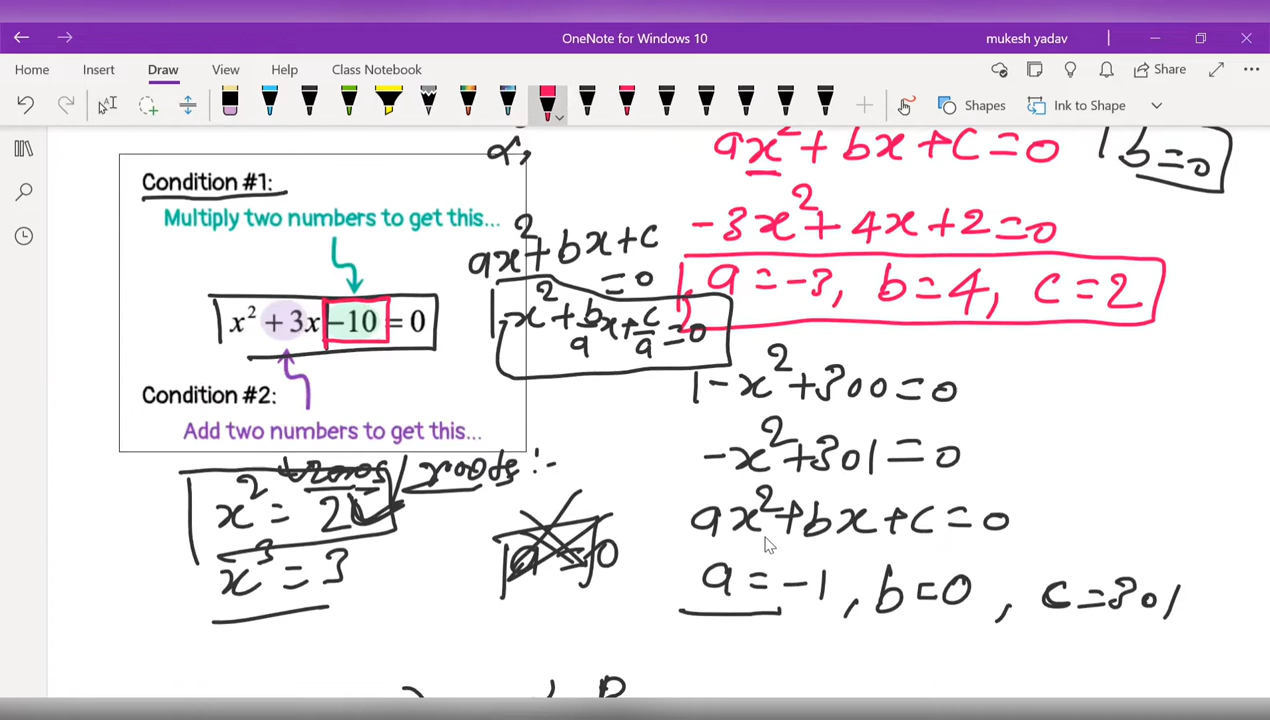 OneNote for Windows 10
mukesh yadav
Home Insert Draw View Help Class Notebook
Share
Shapes
Ink to Shape
Condition #1:
Multiply two numbers to get this...
x² + 3x -10 = 0
Condition #2:
Add two numbers to get this...
α,
ax² + bx + c
= 0
x² + b/a x + c/a = 0
ax² + bx + c = 0
b = 0
-3x² + 4x + 2 = 0
a = -3, b = 4, c = 2
1 - x² + 300 = 0
-x² + 301 = 0
ax² + bx + c = 0
a = -1, b = 0, c = 301
roots :-
x² = 2
x³ = 3